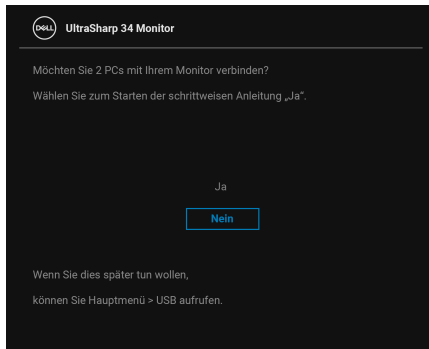 DELL UltraSharp 34 Monitor
Möchten Sie 2 PCs mit Ihrem Monitor verbinden?
Wählen Sie zum Starten der schrittweisen Anleitung „Ja“.
Ja
Nein
Wenn Sie dies später tun wollen,
können Sie Hauptmenü > USB aufrufen.